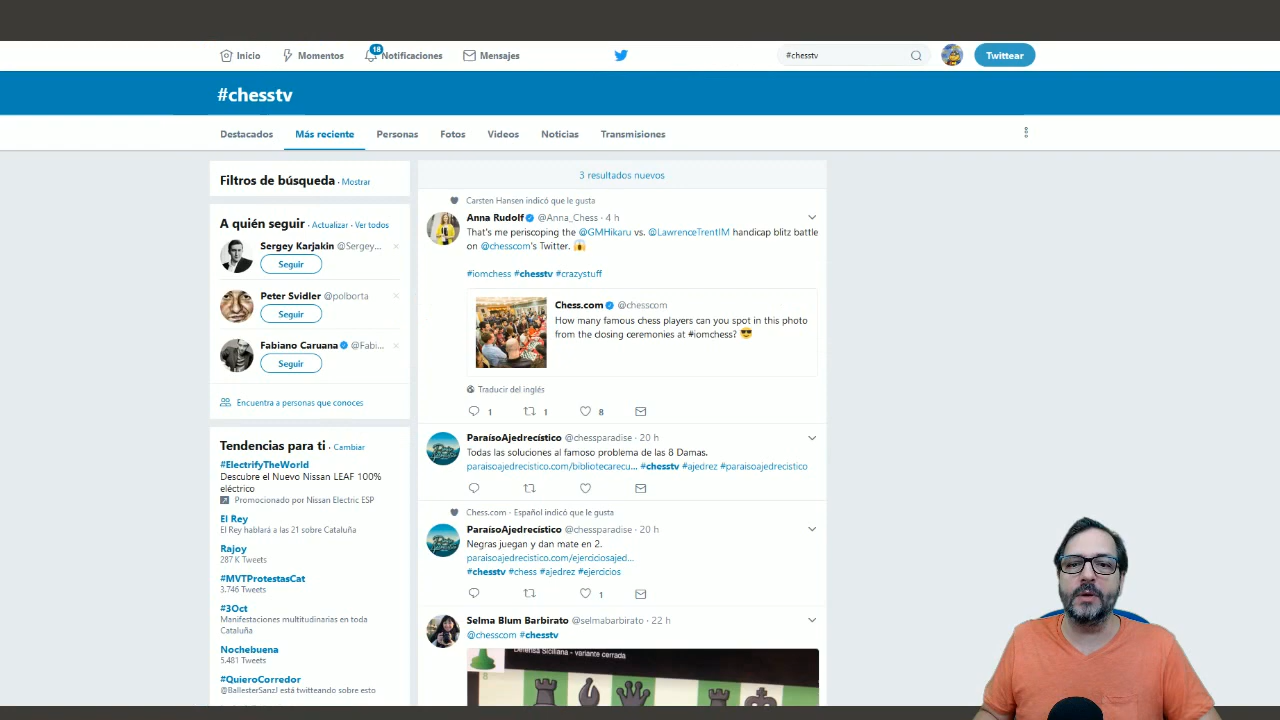 Inicio Momentos 18 Notificaciones Mensajes #chesstv Twittear
#chesstv
Destacados Más reciente Personas Fotos Videos Noticias Transmisiones
Filtros de búsqueda · Mostrar
A quién seguir · Actualizar · Ver todos
Sergey Karjakin @Sergey...
Seguir
Peter Svidler @polborta
Seguir
Fabiano Caruana @Fabi...
Seguir
Encuentra a personas que conoces
Tendencias para ti · Cambiar
#ElectrifyTheWorld
Descubre el Nuevo Nissan LEAF 100%
eléctrico
Promocionado por Nissan Electric ESP
El Rey
El Rey hablará a las 21 sobre Cataluña
Rajoy
287 K Tweets
#MVTProtestasCat
3.746 Tweets
#3Oct
Manifestaciones multitudinarias en toda
Cataluña
Nochebuena
5.481 Tweets
#QuieroCorredor
@BallesterSanzJ está twitteando sobre esto
3 resultados nuevos
Carsten Hansen indicó que le gusta
Anna Rudolf @Anna_Chess · 4 h
That's me periscoping the @GMHikaru vs. @LawrenceTrentIM handicap blitz battle
on @chesscom's Twitter.
#iomchess #chesstv #crazystuff
Chess.com @chesscom
How many famous chess players can you spot in this photo
from the closing ceremonies at #iomchess?
Traducir del inglés
1 1 8
ParaísoAjedrecístico @chessparadise · 20 h
Todas las soluciones al famoso problema de las 8 Damas.
paraisoajedrecistico.com/bibliotecarecu... #chesstv #ajedrez #paraisoajedrecistico
Chess.com - Español indicó que le gusta
ParaísoAjedrecístico @chessparadise · 20 h
Negras juegan y dan mate en 2.
paraisoajedrecistico.com/ejerciciosajed...
#chesstv #chess #ajedrez #ejercicios
1
Selma Blum Barbirato @selmabarbirato · 22 h
@chesscom #chesstv
Defensa Siciliana - variante cerrada
8